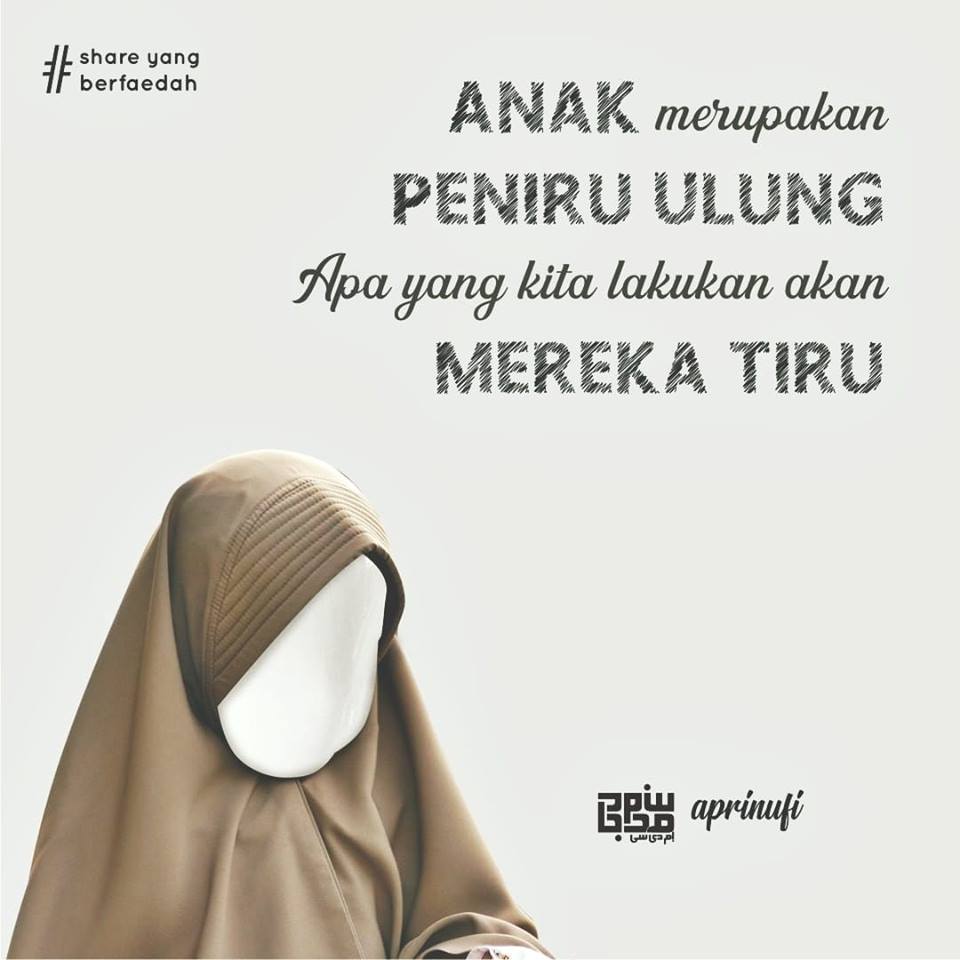 # share yang
berfaedah
ANAK merupakan
PENIRU ULUNG
Apa yang kita lakukan akan
MEREKA TIRU
aprinufi
إم دي سي